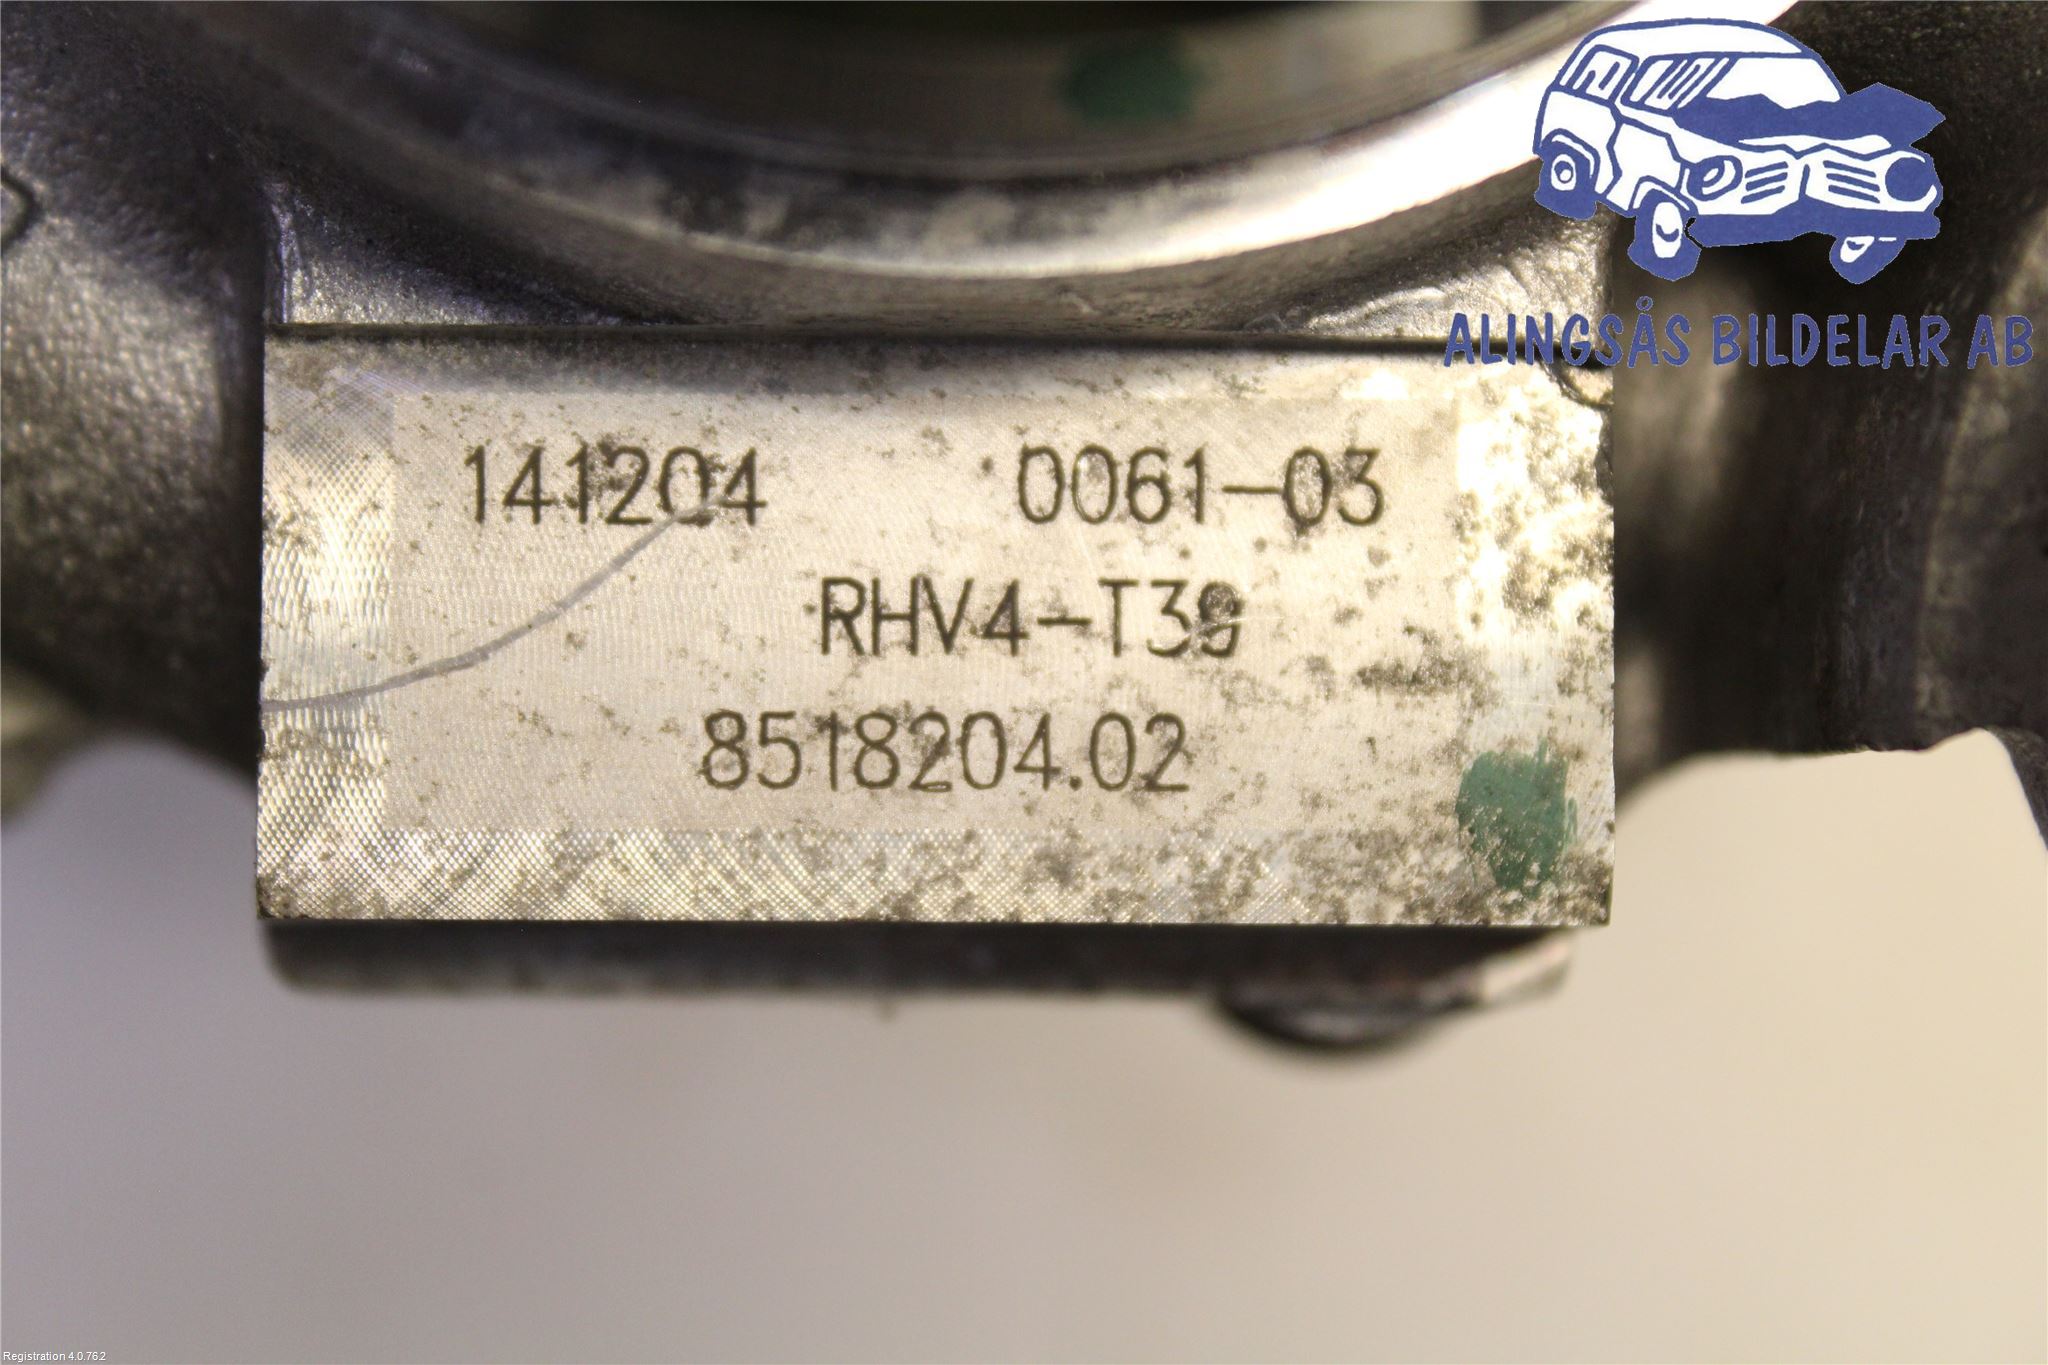 ALINGSÅS BILDELAR AB
141204 0061-03
RHV4-T39
8518204.02
Registration 4.0.762